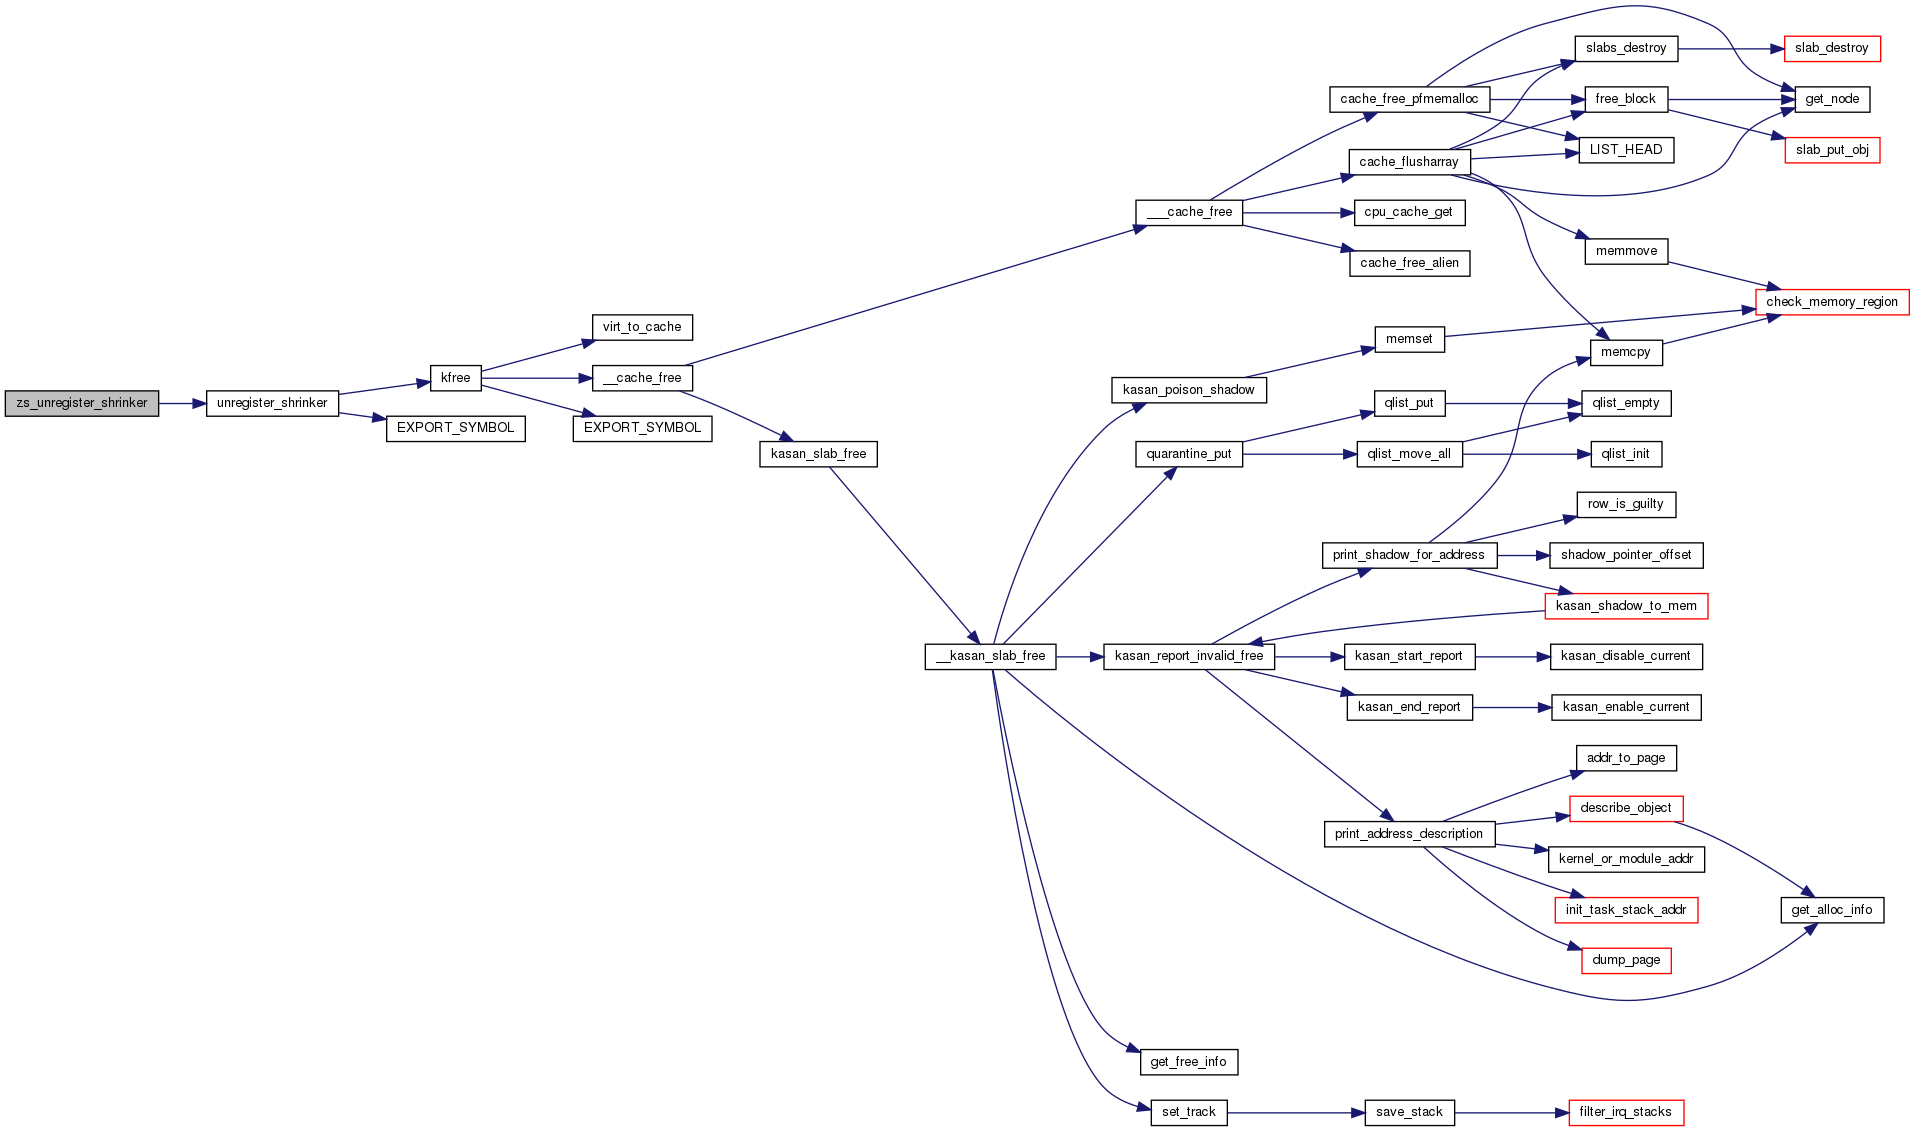 zs_unregister_shrinker
unregister_shrinker
kfree
EXPORT_SYMBOL
virt_to_cache
__cache_free
EXPORT_SYMBOL
kasan_slab_free
___cache_free
__kasan_slab_free
cache_free_pfmemalloc
cache_flusharray
cpu_cache_get
cache_free_alien
slabs_destroy
free_block
LIST_HEAD
memmove
memcpy
slab_destroy
get_node
slab_put_obj
check_memory_region
kasan_poison_shadow
memset
quarantine_put
qlist_put
qlist_move_all
qlist_empty
qlist_init
kasan_report_invalid_free
print_shadow_for_address
row_is_guilty
shadow_pointer_offset
kasan_shadow_to_mem
kasan_start_report
kasan_disable_current
kasan_end_report
kasan_enable_current
print_address_description
addr_to_page
describe_object
kernel_or_module_addr
init_task_stack_addr
dump_page
get_alloc_info
get_free_info
set_track
save_stack
filter_irq_stacks